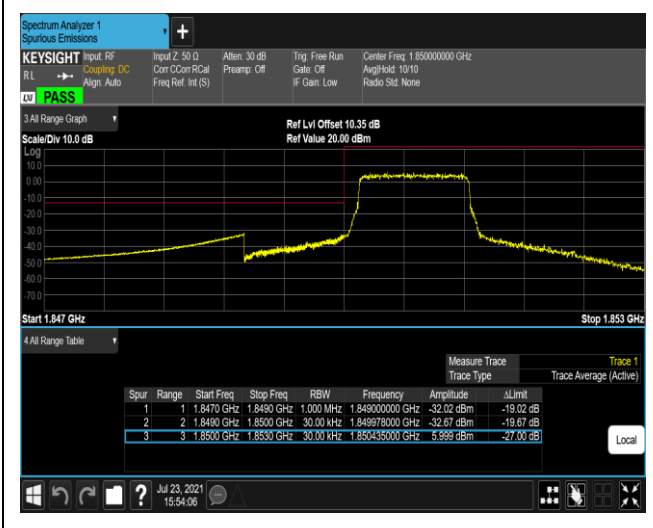 Spectrum Analyzer 1
Spurious Emissions
KEYSIGHT Input: RF Input Z: 50 Ω Atten: 30 dB Trig: Free Run Center Freq: 1.850000000 GHz
RL Coupling: DC Corr CCorr RCal Preamp: Off Gate: Off Avg|Hold: 10/10
Align: Auto Freq Ref: Int (S) IF Gain: Low Radio Std: None
LXI PASS
3 All Range Graph
Ref Lvl Offset 10.35 dB
Scale/Div 10.0 dB Ref Value 20.00 dBm
Log
10.0
0.00
-10.0
-20.0
-30.0
-40.0
-50.0
-60.0
-70.0
Start 1.847 GHz Stop 1.853 GHz
4 All Range Table
Measure Trace Trace 1
Trace Type Trace Average (Active)
Spur Range Start Freq Stop Freq RBW Frequency Amplitude ΔLimit
1 1 1.8470 GHz 1.8490 GHz 1.000 MHz 1.849000000 GHz -32.02 dBm -19.02 dB
2 2 1.8490 GHz 1.8500 GHz 30.00 kHz 1.849978000 GHz -32.67 dBm -19.67 dB
3 3 1.8500 GHz 1.8530 GHz 30.00 kHz 1.850435000 GHz 5.999 dBm -27.00 dB
Local
? Jul 23, 2021
15:54:06